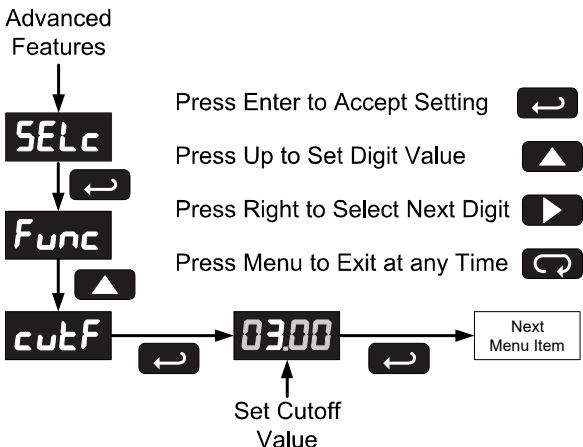 Advanced
Features
SELc
Press Enter to Accept Setting
Press Up to Set Digit Value
Func
Press Right to Select Next Digit
Press Menu to Exit at any Time
cutF
03.00
Next
Menu Item
Set Cutoff
Value